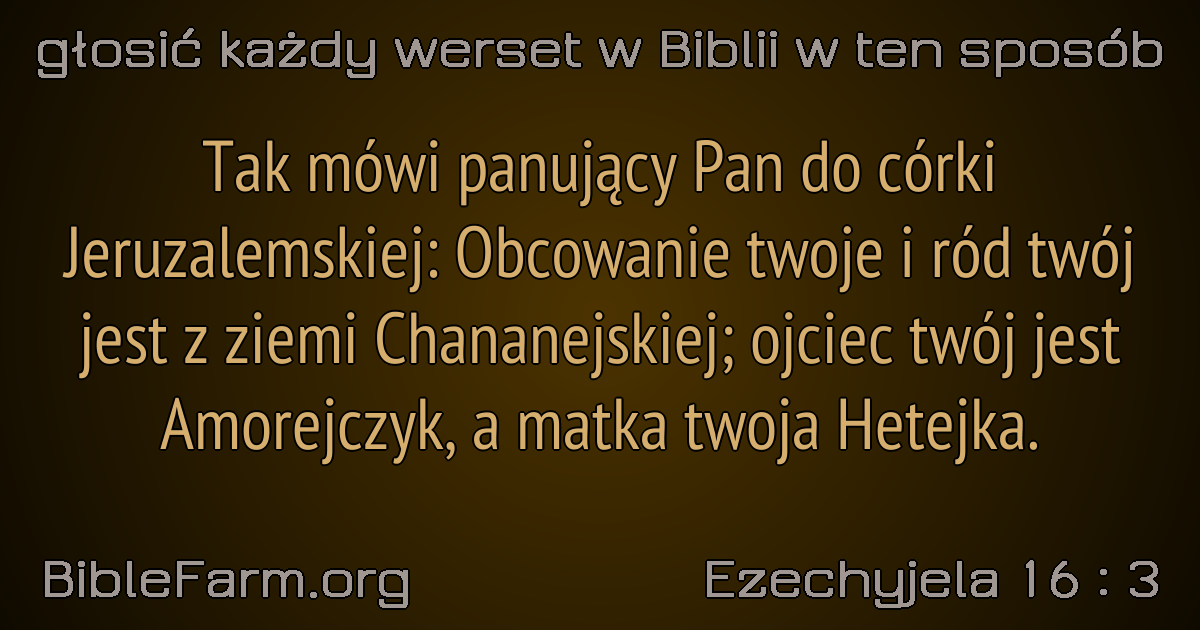 głosić każdy werset w Biblii w ten sposób
Tak mówi panujący Pan do córki
Jeruzalemskiej: Obcowanie twoje i ród twój
jest z ziemi Chananejskiej; ojciec twój jest
Amorejczyk, a matka twoja Hetejka.
BibleFarm.org
Ezechyjela 16 : 3